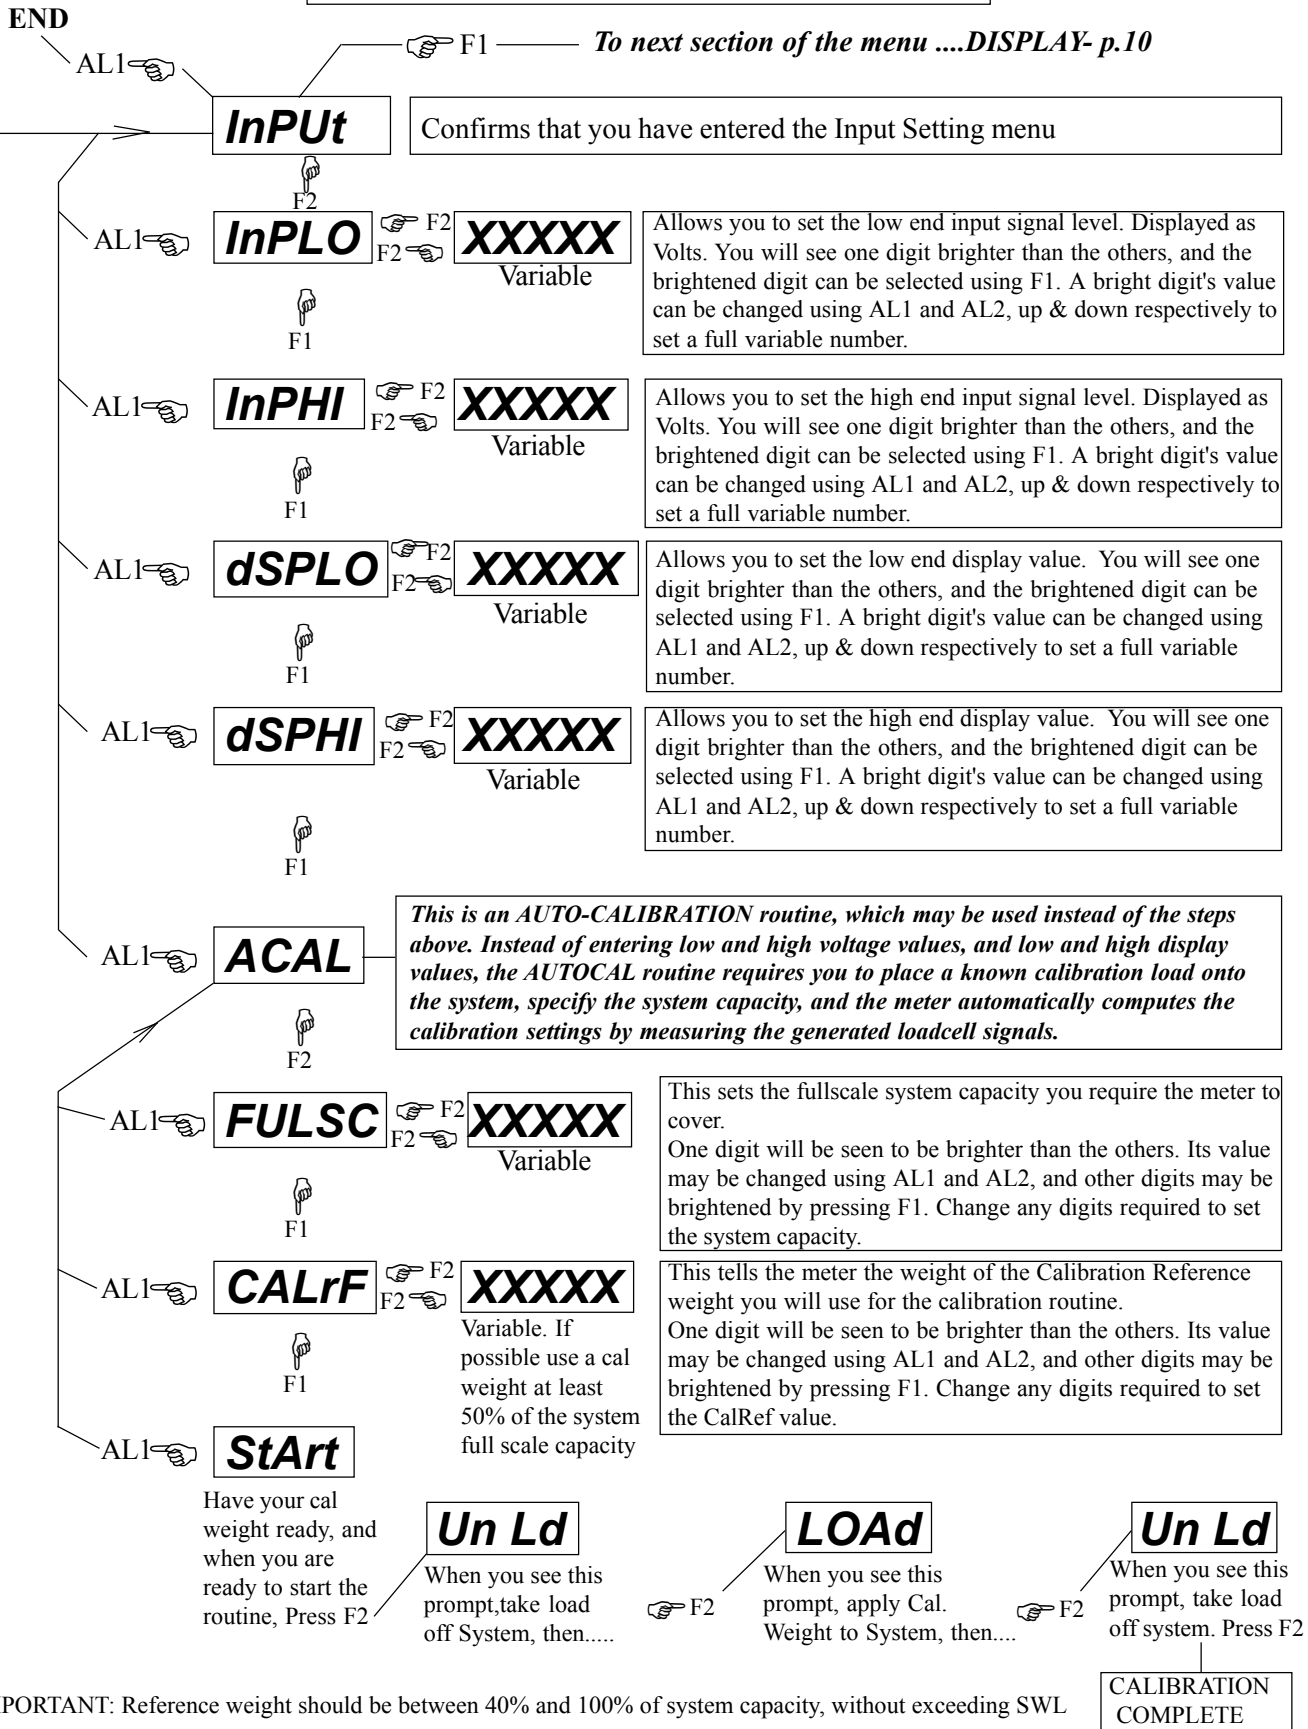 END
AL1
F1
To next section of the menu ....DISPLAY- p.10
InPUt
Confirms that you have entered the Input Setting menu
F2
AL1
InPLO
F2
F2
XXXXX
Variable
Allows you to set the low end input signal level. Displayed as
Volts. You will see one digit brighter than the others, and the
brightened digit can be selected using F1. A bright digit's value
can be changed using AL1 and AL2, up & down respectively to
set a full variable number.
F1
AL1
InPHI
F2
F2
XXXXX
Variable
Allows you to set the high end input signal level. Displayed as
Volts. You will see one digit brighter than the others, and the
brightened digit can be selected using F1. A bright digit's value
can be changed using AL1 and AL2, up & down respectively to
set a full variable number.
F1
AL1
dSPLO
F2
F2
XXXXX
Variable
Allows you to set the low end display value. You will see one
digit brighter than the others, and the brightened digit can be
selected using F1. A bright digit's value can be changed using
AL1 and AL2, up & down respectively to set a full variable
number.
F1
AL1
dSPHI
F2
F2
XXXXX
Variable
Allows you to set the high end display value. You will see one
digit brighter than the others, and the brightened digit can be
selected using F1. A bright digit's value can be changed using
AL1 and AL2, up & down respectively to set a full variable
number.
F1
AL1
ACAL
This is an AUTO-CALIBRATION routine, which may be used instead of the steps
above. Instead of entering low and high voltage values, and low and high display
values, the AUTOCAL routine requires you to place a known calibration load onto
the system, specify the system capacity, and the meter automatically computes the
calibration settings by measuring the generated loadcell signals.
F2
AL1
FULSC
F2
F2
XXXXX
Variable
This sets the fullscale system capacity you require the meter to
cover.
One digit will be seen to be brighter than the others. Its value
may be changed using AL1 and AL2, and other digits may be
brightened by pressing F1. Change any digits required to set
the system capacity.
F1
AL1
CALrF
F2
F2
XXXXX
Variable. If
possible use a cal
weight at least
50% of the system
full scale capacity
This tells the meter the weight of the Calibration Reference
weight you will use for the calibration routine.
One digit will be seen to be brighter than the others. Its value
may be changed using AL1 and AL2, and other digits may be
brightened by pressing F1. Change any digits required to set
the CalRef value.
F1
AL1
StArt
Have your cal
weight ready, and
when you are
ready to start the
routine, Press F2
Un Ld
When you see this
prompt,take load
off System, then.....
F2
LOAd
When you see this
prompt, apply Cal.
Weight to System, then....
F2
Un Ld
When you see this
prompt, take load
off system. Press F2
CALIBRATION
COMPLETE
PORTANT: Reference weight should be between 40% and 100% of system capacity, without exceeding SWL